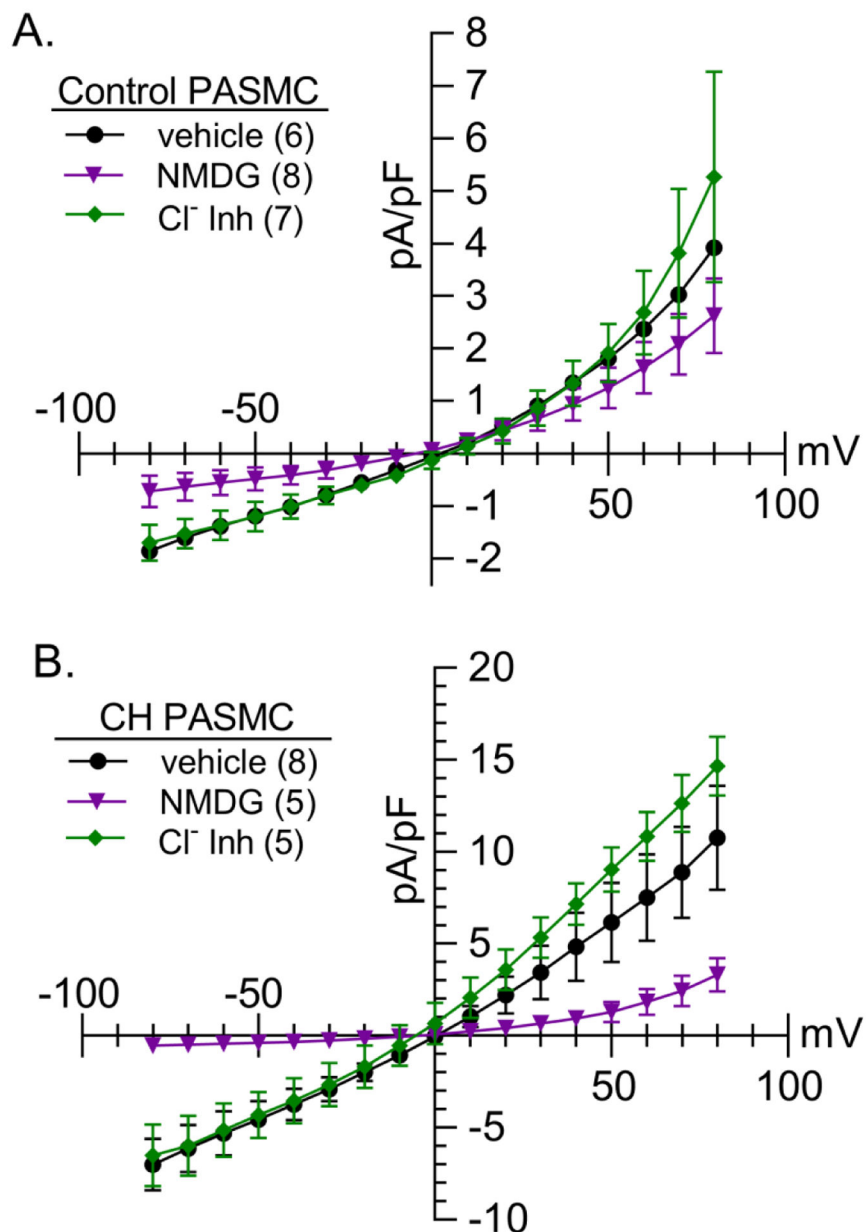 A.
Control PASMC
vehicle (6)
NMDG (8)
Cl⁻ Inh (7)
pA/pF
8
7
6
5
4
3
2
1
-100
-50
mV
50
100
-1
-2
B.
CH PASMC
vehicle (8)
NMDG (5)
Cl⁻ Inh (5)
pA/pF
20
15
10
5
-100
-50
mV
50
100
-5
-10